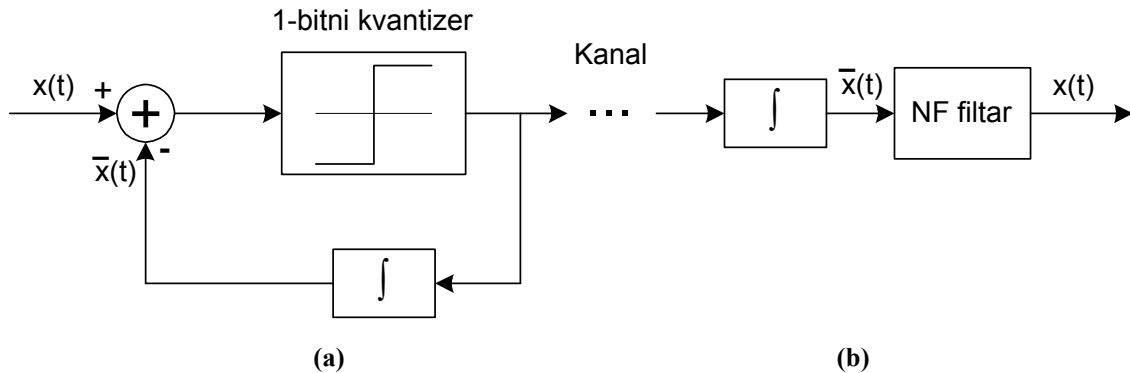 1-bitni kvantizer
Kanal
x(t)
+
+
-
x̅(t)
∫
...
∫
x̅(t)
NF filtar
x(t)
(a)
(b)